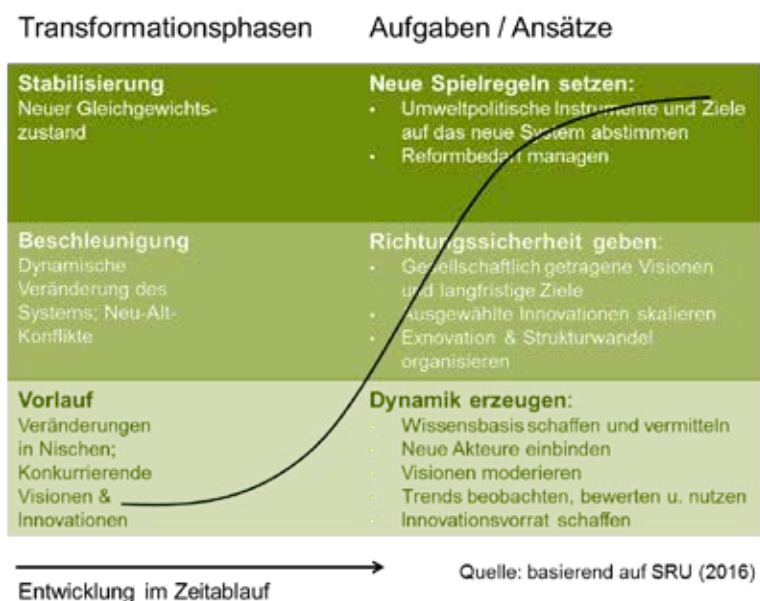 Transformationsphasen
Aufgaben / Ansätze
Stabilisierung
Neuer Gleichgewichts-
zustand
Neue Spielregeln setzen:
• Umweltpolitische Instrumente und Ziele
auf das neue System abstimmen
• Reformbedarf managen
Beschleunigung
Dynamische
Veränderung des
Systems; Neu-Alt-
Konflikte
Richtungssicherheit geben:
• Gesellschaftlich getragene Visionen
und langfristige Ziele
• Ausgewählte Innovationen skalieren
• Exnovation & Strukturwandel
organisieren
Vorlauf
Veränderungen
in Nischen;
Konkurrierende
Visionen &
Innovationen
Dynamik erzeugen:
• Wissensbasis schaffen und vermitteln
• Neue Akteure einbinden
• Visionen moderieren
• Trends beobachten, bewerten u. nutzen
• Innovationsvorrat schaffen
Entwicklung im Zeitablauf
Quelle: basierend auf SRU (2016)